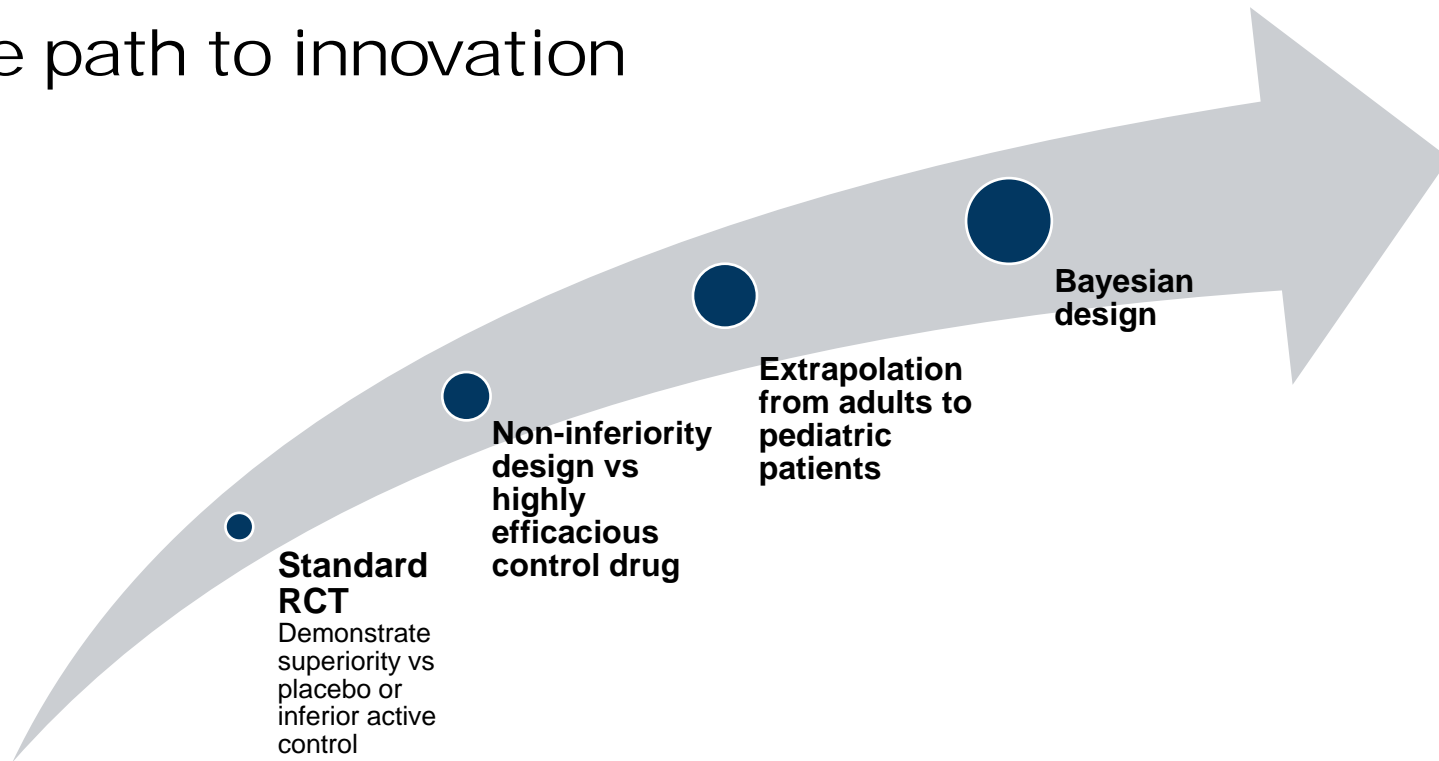 e path to innovation
Bayesian
design
Extrapolation
from adults to
pediatric
patients
Non-inferiority
design vs
highly
efficacious
control drug
Standard
RCT
Demonstrate
superiority vs
placebo or
inferior active
control